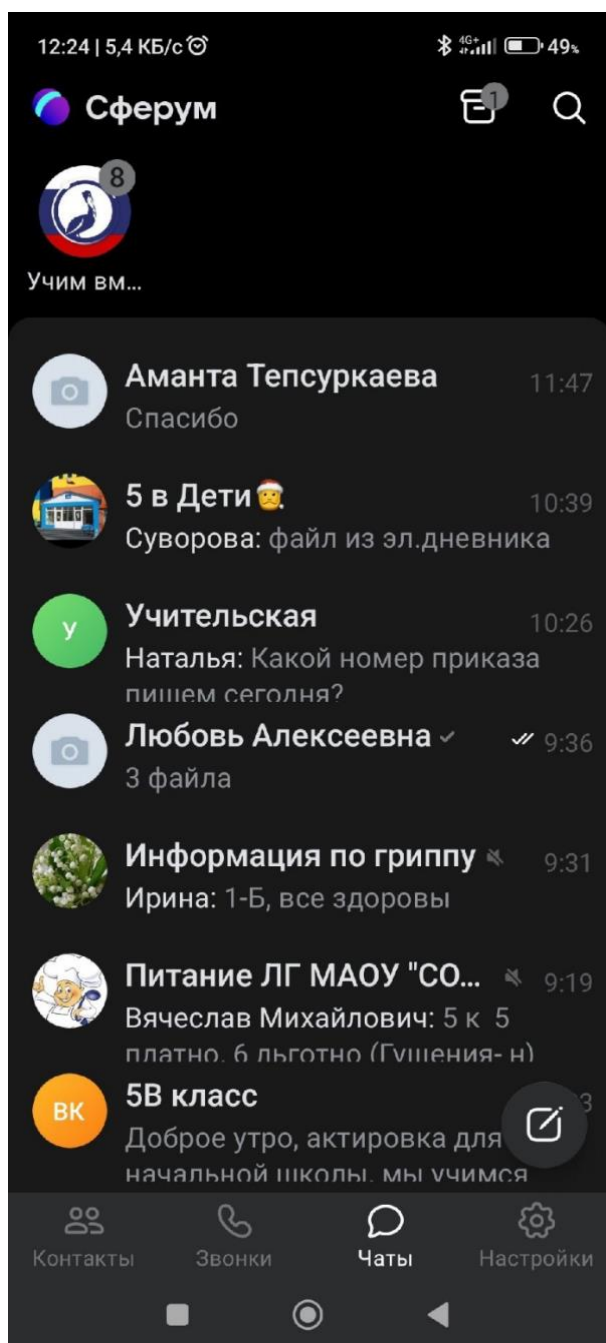 12:24 | 5,4 КБ/с
4G+
49%
Сферум
1
8
Учим вм...
Аманта Тепсуркаева 11:47
Спасибо
5 в Дети 10:39
Суворова: файл из эл.дневника
У
Учительская 10:26
Наталья: Какой номер приказа
пишем сегодня?
Любовь Алексеевна 9:36
3 файла
Информация по гриппу 9:31
Ирина: 1-Б, все здоровы
Питание ЛГ МАОУ "СО... 9:19
Вячеслав Михайлович: 5 к 5
платно. 6 льготно (Гушения- н)
ВК
5В класс
Доброе утро, актировка для
начальной школы. мы учимся
Контакты Звонки Чаты Настройки